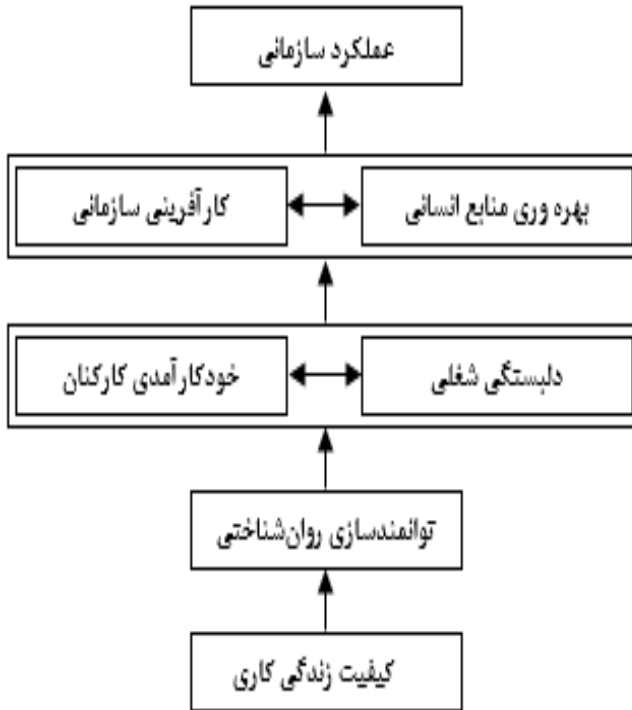 عملکرد سازمانی
بهره وری منابع انسانی
کارآفرینی سازمانی
دلبستگی شغلی
خودکارآمدی کارکنان
توانمندسازی روان‌شناختی
کیفیت زندگی کاری